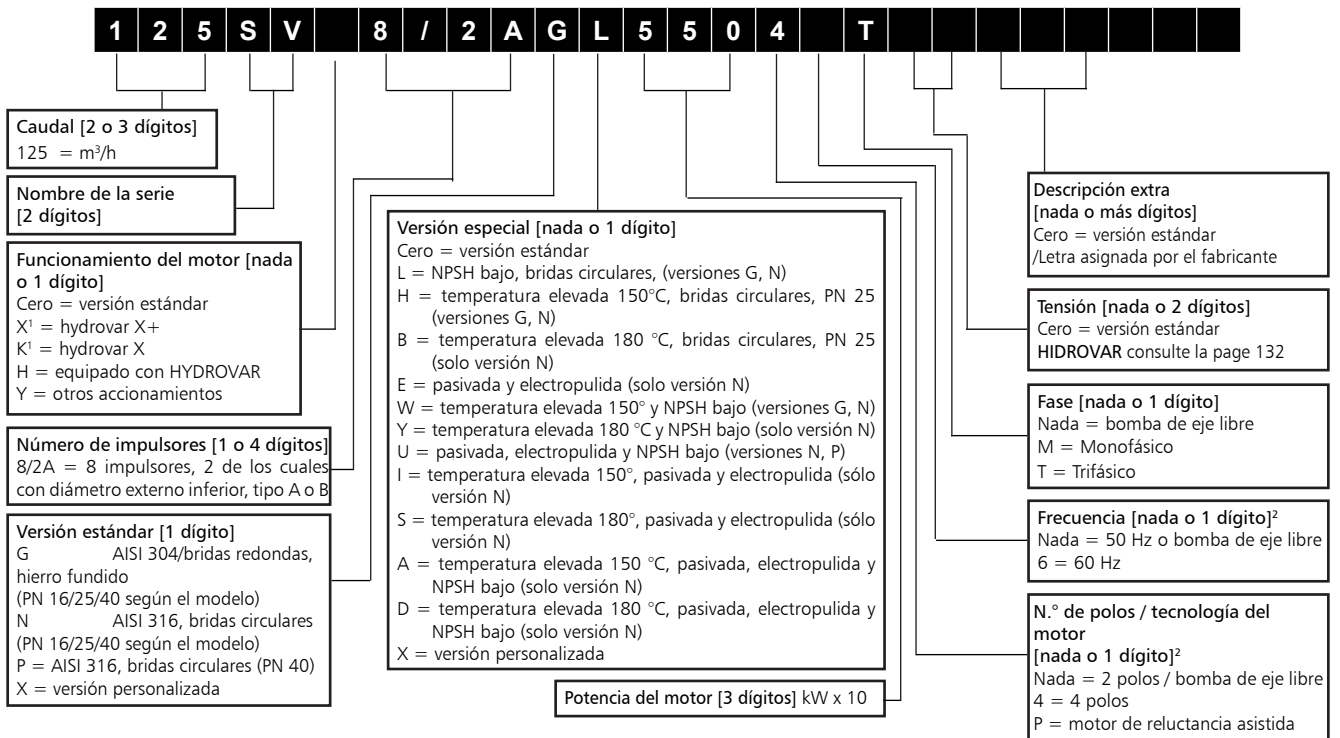 1 2 5 S V 8 / 2 A G L 5 5 0 4 T
Caudal [2 o 3 dígitos]
125 = m³/h
Nombre de la serie
[2 dígitos]
Funcionamiento del motor [nada
o 1 dígito]
Cero = versión estándar
X¹ = hydrovar X+
K¹ = hydrovar X
H = equipado con HYDROVAR
Y = otros accionamientos
Número de impulsores [1 o 4 dígitos]
8/2A = 8 impulsores, 2 de los cuales
con diámetro externo inferior, tipo A o B
Versión estándar [1 dígito]
G AISI 304/bridas redondas,
hierro fundido
(PN 16/25/40 según el modelo)
N AISI 316, bridas circulares
(PN 16/25/40 según el modelo)
P = AISI 316, bridas circulares (PN 40)
X = versión personalizada
Versión especial [nada o 1 dígito]
Cero = versión estándar
L = NPSH bajo, bridas circulares, (versiones G, N)
H = temperatura elevada 150°C, bridas circulares, PN 25
(versiones G, N)
B = temperatura elevada 180 °C, bridas circulares, PN 25
(solo versión N)
E = pasivada y electropulida (solo versión N)
W = temperatura elevada 150° y NPSH bajo (versiones G, N)
Y = temperatura elevada 180 °C y NPSH bajo (solo versión N)
U = pasivada, electropulida y NPSH bajo (versiones N, P)
I = temperatura elevada 150°, pasivada y electropulida (sólo
versión N)
S = temperatura elevada 180°, pasivada y electropulida (sólo
versión N)
A = temperatura elevada 150 °C, pasivada, electropulida y
NPSH bajo (solo versión N)
D = temperatura elevada 180 °C, pasivada, electropulida y
NPSH bajo (solo versión N)
X = versión personalizada
Potencia del motor [3 dígitos] kW x 10
Descripción extra
[nada o más dígitos]
Cero = versión estándar
/Letra asignada por el fabricante
Tensión [nada o 2 dígitos]
Cero = versión estándar
HIDROVAR consulte la page 132
Fase [nada o 1 dígito]
Nada = bomba de eje libre
M = Monofásico
T = Trifásico
Frecuencia [nada o 1 dígito]²
Nada = 50 Hz o bomba de eje libre
6 = 60 Hz
N.° de polos / tecnología del
motor
[nada o 1 dígito]²
Nada = 2 polos / bomba de eje libre
4 = 4 polos
P = motor de reluctancia asistida